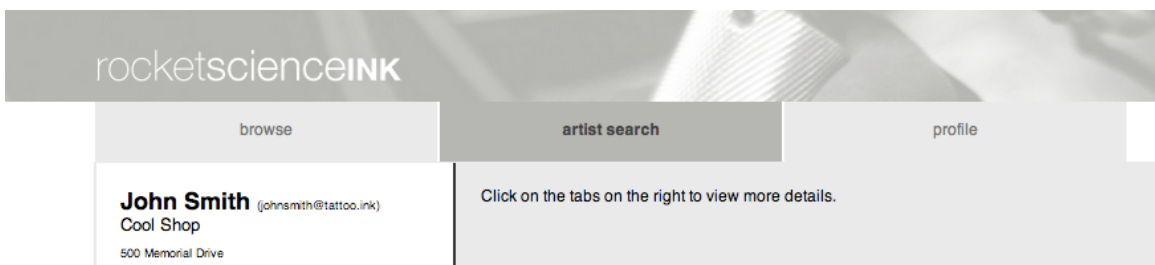 rocketscienceINK
browse
artist search
profile
John Smith (johnsmith@tattoo.ink)
Cool Shop
500 Memorial Drive
Click on the tabs on the right to view more details.